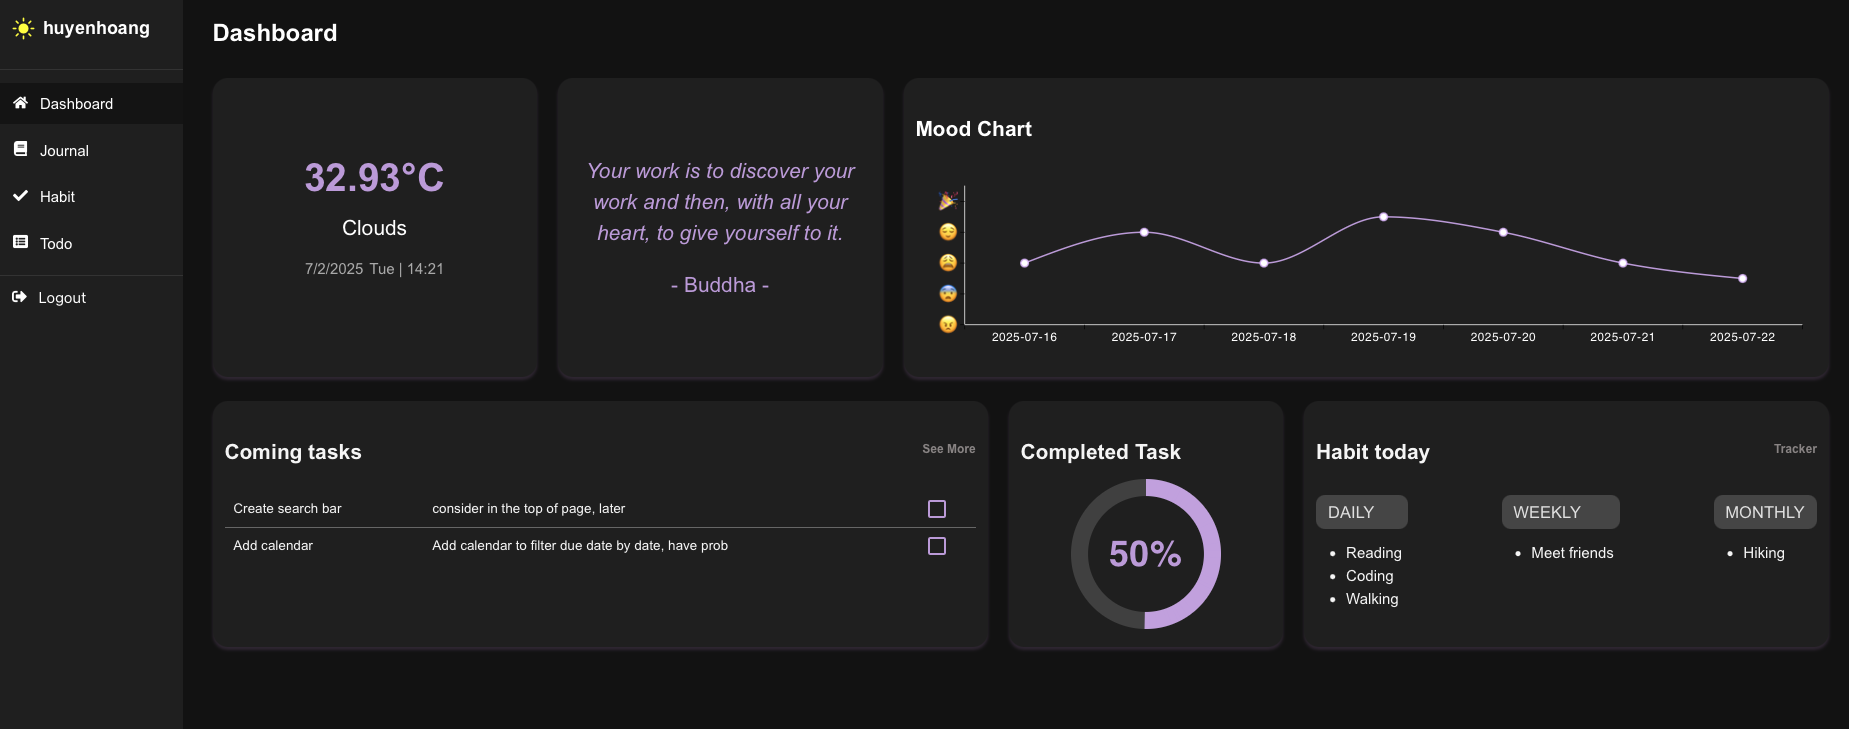 huyenhoang
Dashboard
Journal
Habit
Todo
Logout
Dashboard
32.93°C
Clouds
7/2/2025 Tue | 14:21
Your work is to discover your
work and then, with all your
heart, to give yourself to it.
- Buddha -
Mood Chart
2025-07-16 2025-07-17 2025-07-18 2025-07-19 2025-07-20 2025-07-21 2025-07-22
Coming tasks See More
Create search bar consider in the top of page, later
Add calendar Add calendar to filter due date by date, have prob
Completed Task
50%
Habit today Tracker
DAILY
Reading
Coding
Walking
WEEKLY
Meet friends
MONTHLY
Hiking